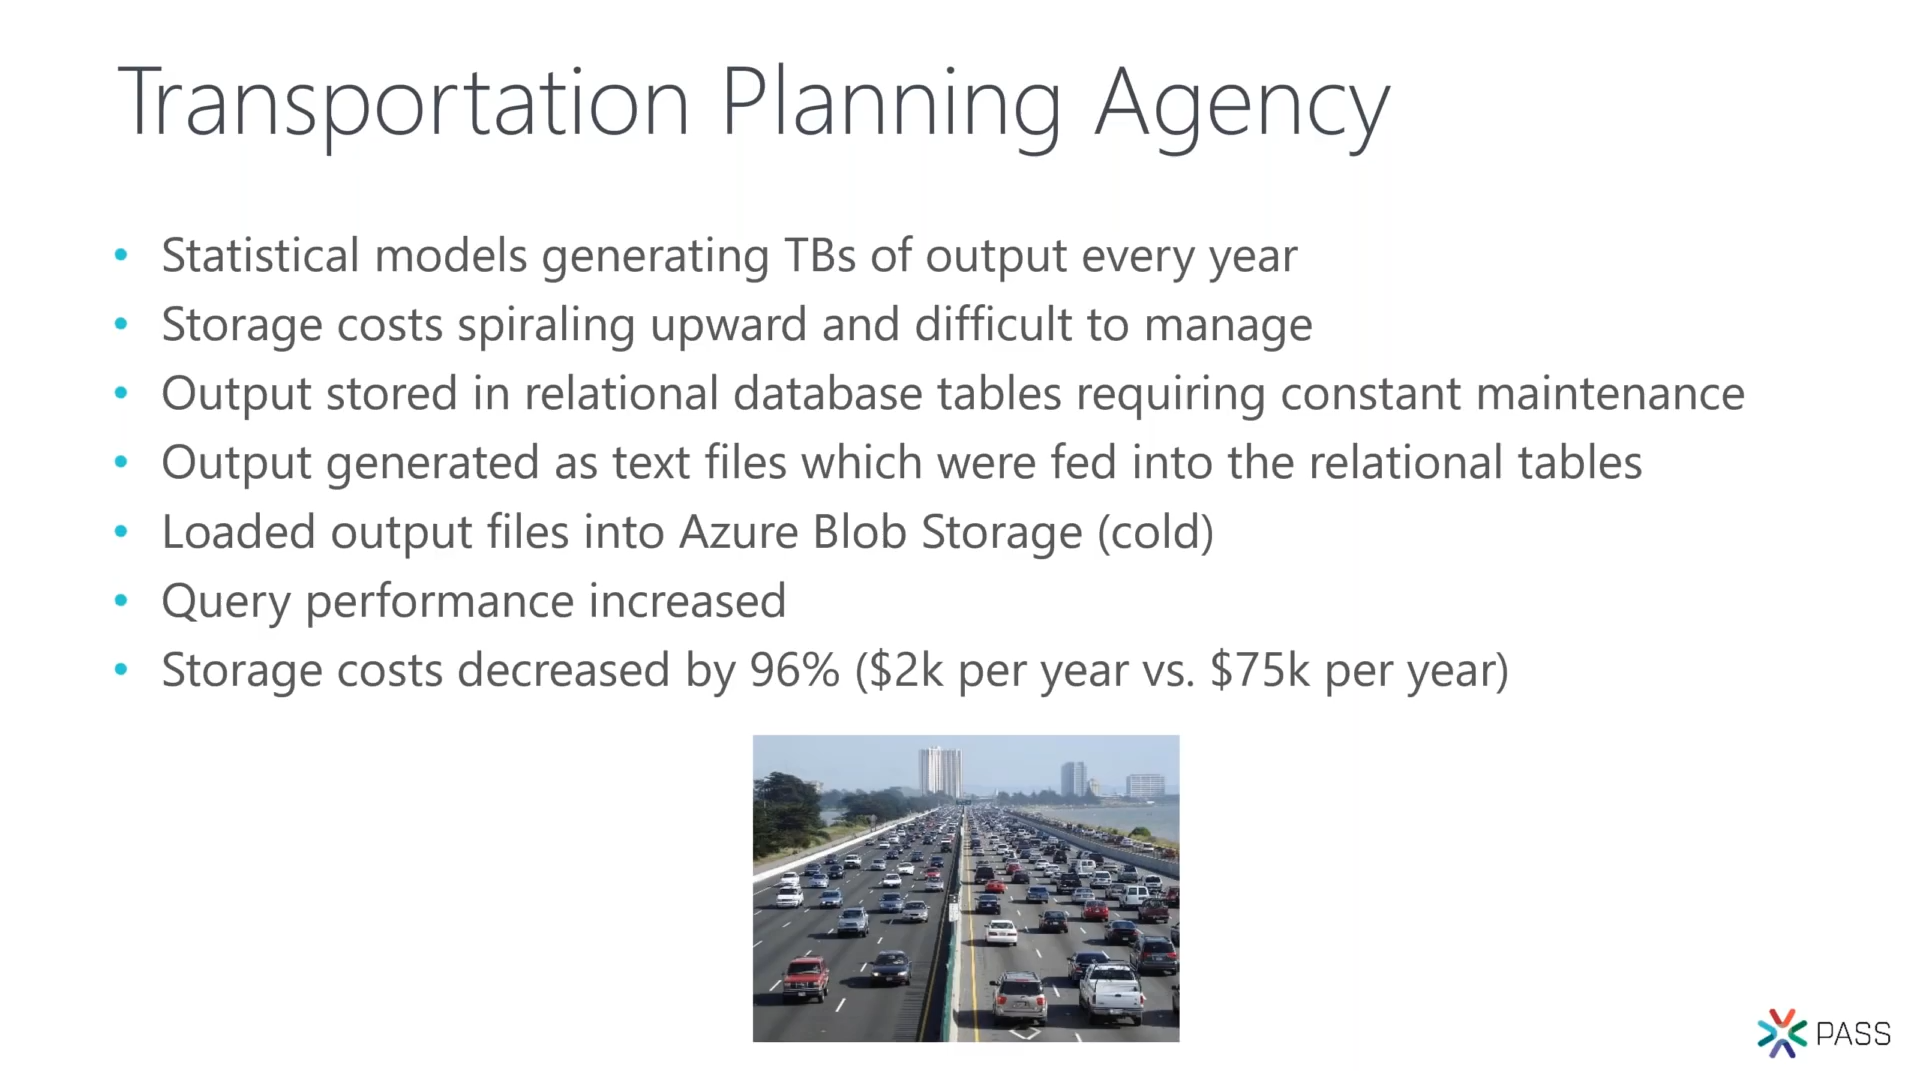 Transportation Planning Agency
• Statistical models generating TBs of output every year
• Storage costs spiraling upward and difficult to manage
• Output stored in relational database tables requiring constant maintenance
• Output generated as text files which were fed into the relational tables
• Loaded output files into Azure Blob Storage (cold)
• Query performance increased
• Storage costs decreased by 96% ($2k per year vs. $75k per year)
PASS